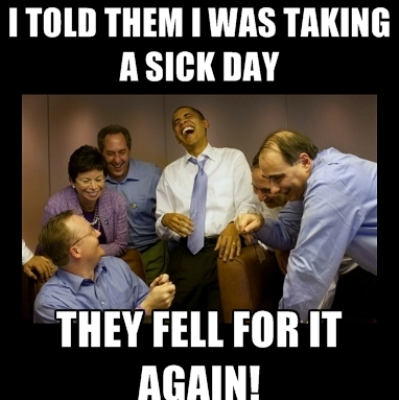 I TOLD THEM I WAS TAKING
A SICK DAY
THEY FELL FOR IT
AGAIN!